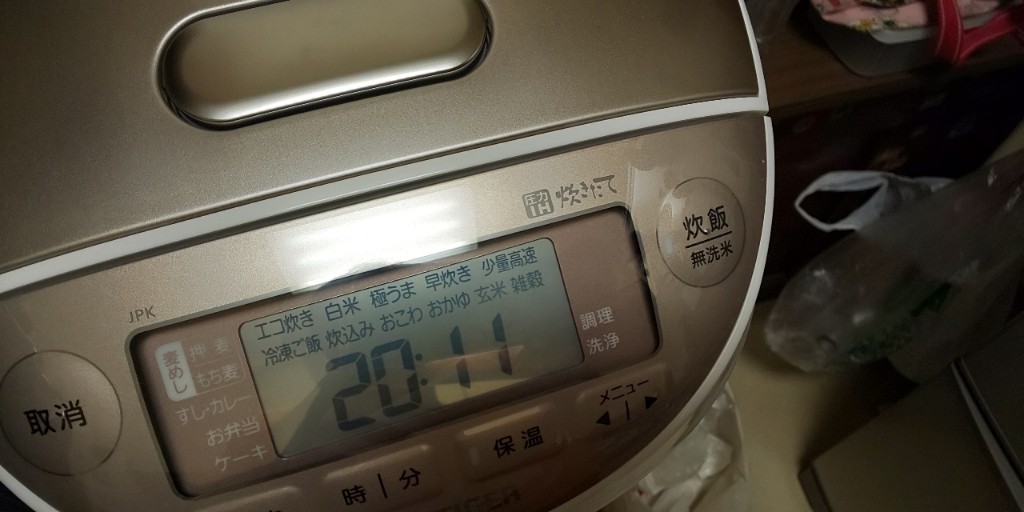 炊きたて
炊飯
無洗米
JPK
エコ炊き 白米 極うま 早炊き 少量高速
冷凍ご飯 炊込み おこわ おかゆ 玄米 雑穀
20:11
麦めし
押麦
もち麦
すし・カレー
お弁当
ケーキ
調理
洗浄
取消
メニュー
保温
時 | 分